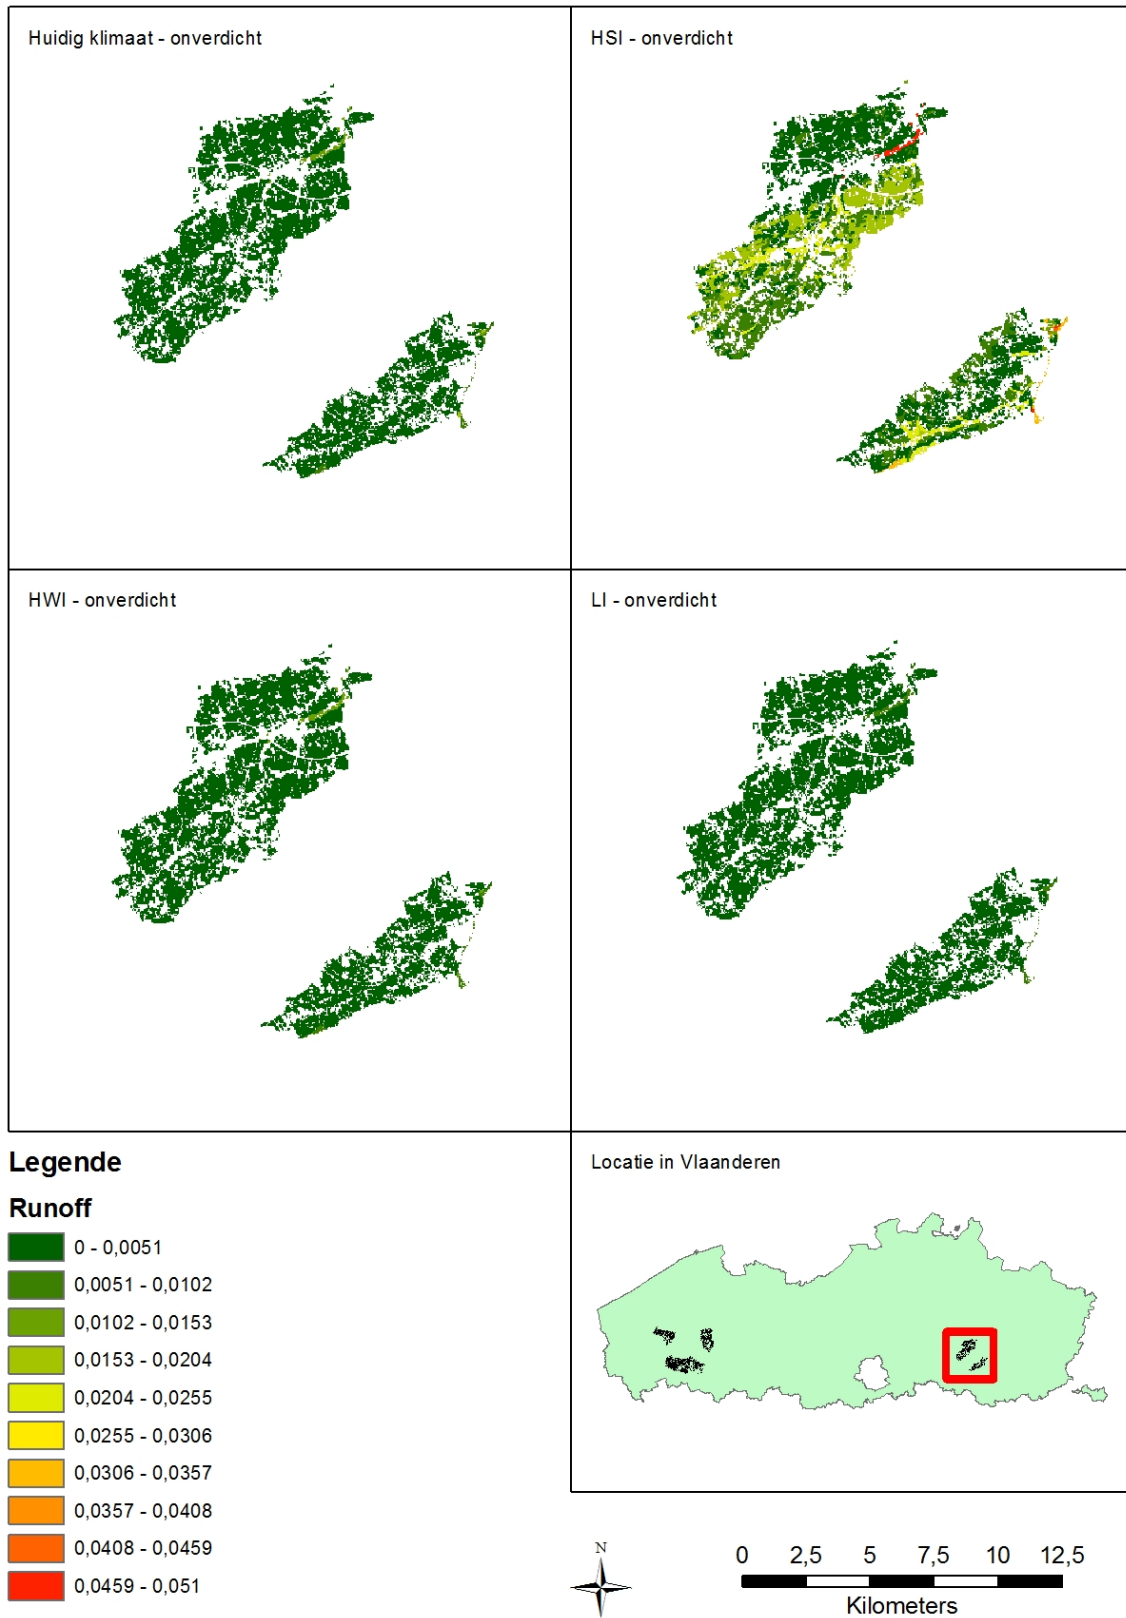 Huidig klimaat - onverdicht
HSI - onverdicht
HWI - onverdicht
LI - onverdicht
Legende
Runoff
0 - 0,0051
0,0051 - 0,0102
0,0102 - 0,0153
0,0153 - 0,0204
0,0204 - 0,0255
0,0255 - 0,0306
0,0306 - 0,0357
0,0357 - 0,0408
0,0408 - 0,0459
0,0459 - 0,051
Locatie in Vlaanderen
N
0 2,5 5 7,5 10 12,5
Kilometers